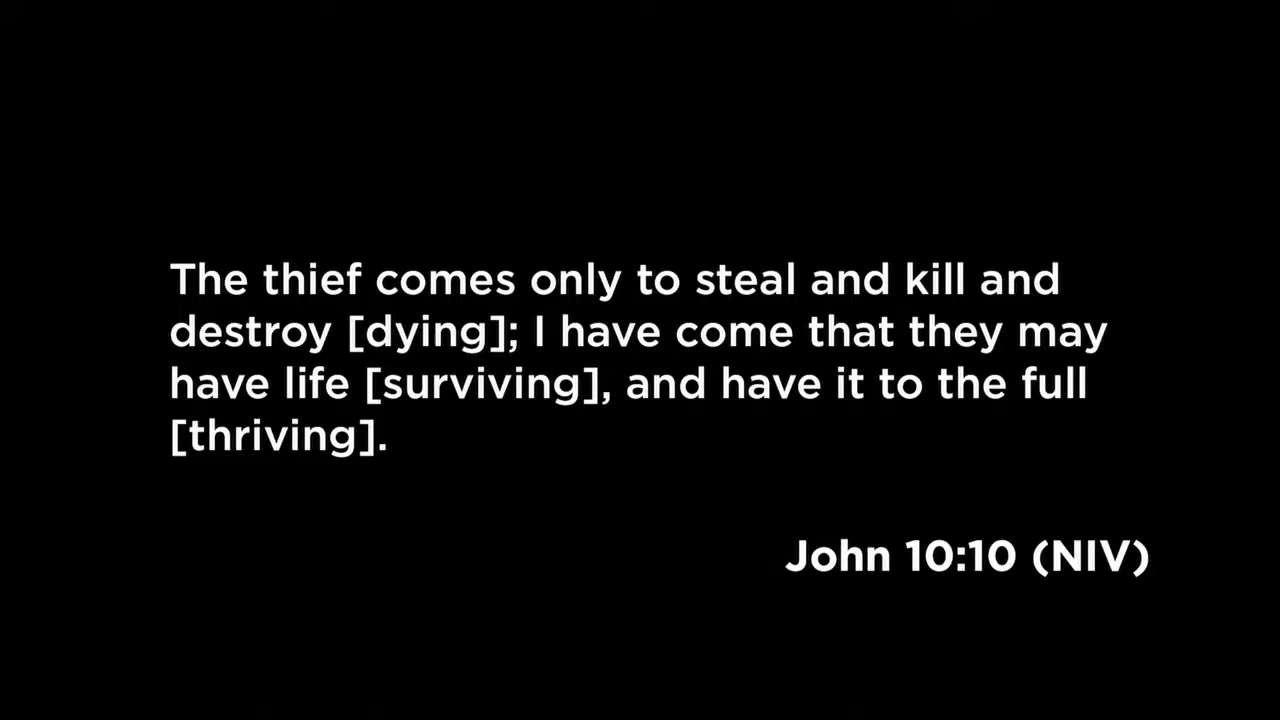 The thief comes only to steal and kill and
destroy [dying]; I have come that they may
have life [surviving], and have it to the full
[thriving].
John 10:10 (NIV)